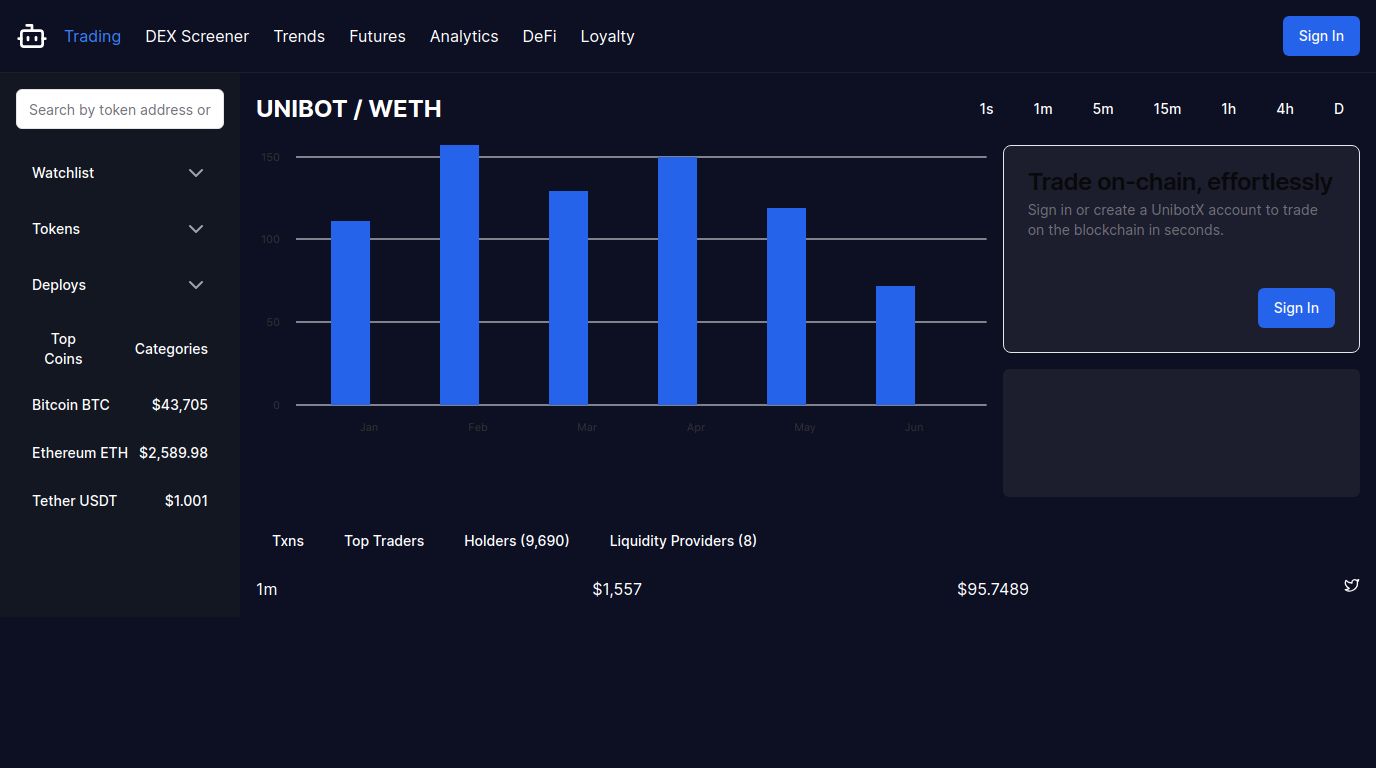 Trading DEX Screener Trends Futures Analytics DeFi Loyalty Sign In
Search by token address or
Watchlist
Tokens
Deploys
Top
Coins
Categories
Bitcoin BTC $43,705
Ethereum ETH $2,589.98
Tether USDT $1.001
UNIBOT / WETH
1s 1m 5m 15m 1h 4h D
150
100
50
0
Jan Feb Mar Apr May Jun
Trade on-chain, effortlessly
Sign in or create a UnibotX account to trade
on the blockchain in seconds.
Sign In
Txns Top Traders Holders (9,690) Liquidity Providers (8)
1m $1,557 $95.7489